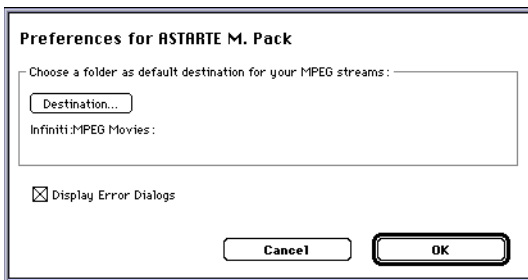 Preferences for ASTARTE M. Pack
Choose a folder as default destination for your MPEG streams:
Destination...
Infiniti:MPEG Movies:
Display Error Dialogs
Cancel
OK